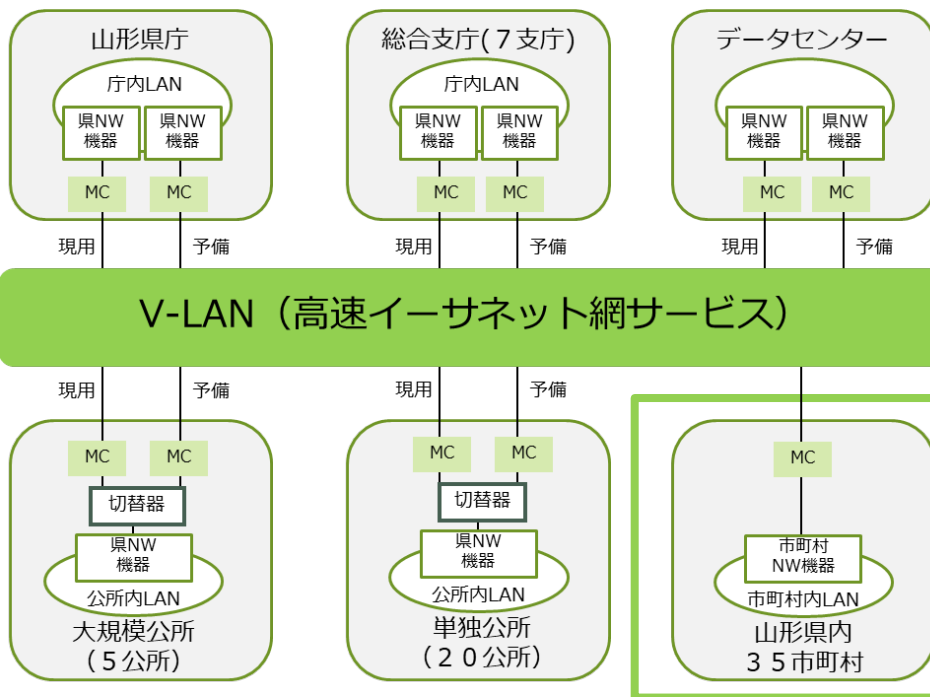 山形県庁
庁内LAN
県NW
機器
県NW
機器
MC
MC
現用
予備
総合支庁(７支庁)
庁内LAN
県NW
機器
県NW
機器
MC
MC
現用
予備
データセンター
県NW
機器
県NW
機器
MC
MC
現用
予備
V-LAN（高速イーサネット網サービス）
現用
予備
MC
MC
切替器
県NW
機器
公所内LAN
大規模公所
（５公所）
現用
予備
MC
MC
切替器
県NW
機器
公所内LAN
単独公所
（２０公所）
MC
市町村
NW機器
市町村内LAN
山形県内
３５市町村